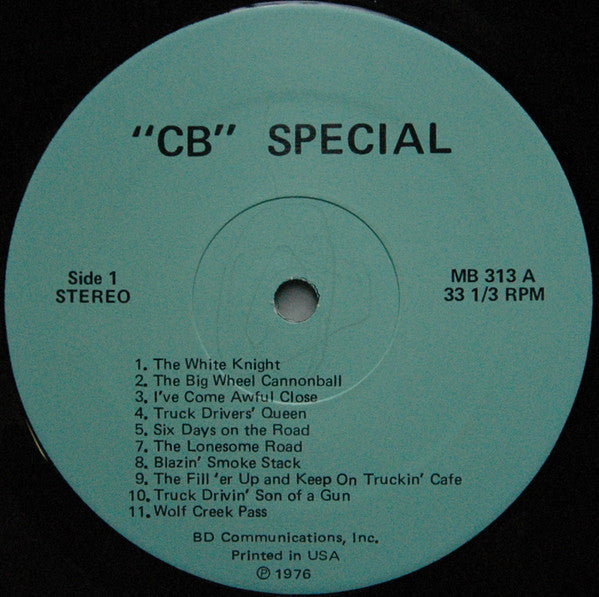 "CB" SPECIAL
Side 1
STEREO
MB 313 A
33 1/3 RPM
1. The White Knight
2. The Big Wheel Cannonball
3. I've Come Awful Close
4. Truck Drivers' Queen
5. Six Days on the Road
7. The Lonesome Road
8. Blazin' Smoke Stack
9. The Fill 'er Up and Keep On Truckin' Cafe
10. Truck Drivin' Son of a Gun
11. Wolf Creek Pass
BD Communications, Inc.
Printed in USA
℗ 1976